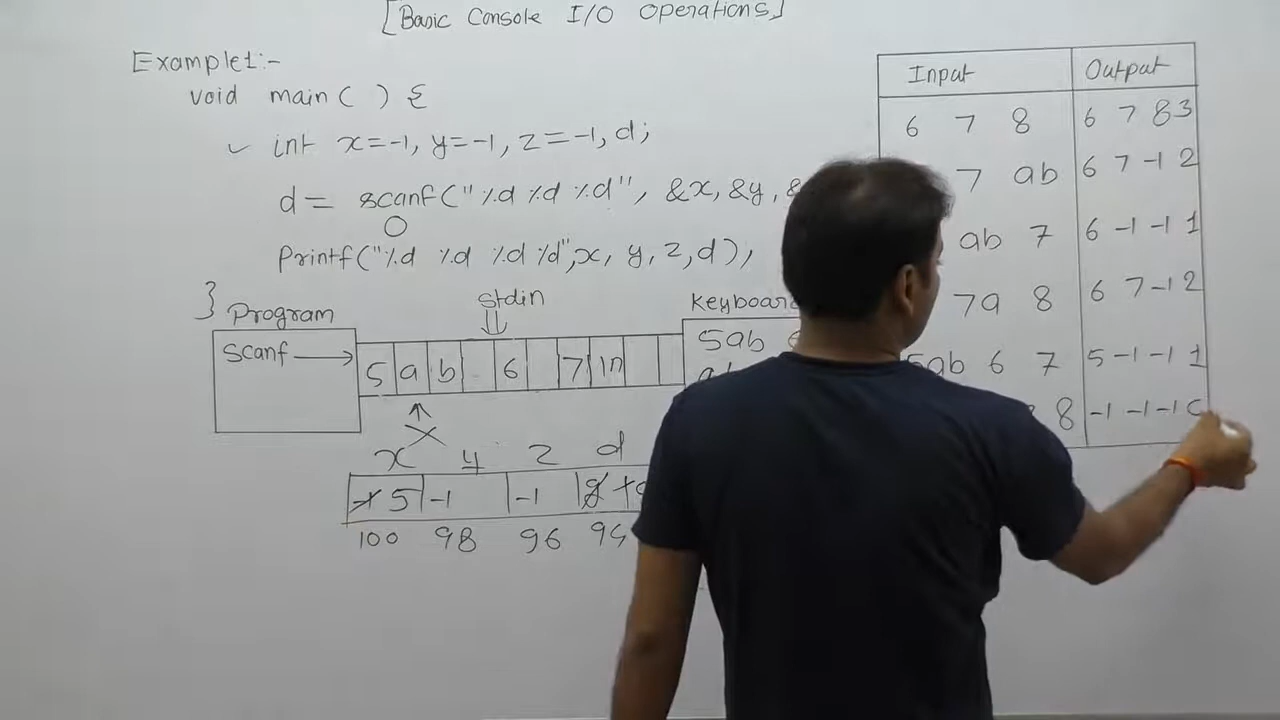 [Basic Console I/O Operations]
Example1:-
void main( ) {
int x=-1, y=-1, z=-1, d;
d = scanf("%d %d %d", &x, &y, &
0
Printf("%d %d %d %d",x, y, z, d);
}
Program
scanf
stdin
5 a b 6 7 \n
Keyboard
5ab
x y z d
-1 5 -1 -1
100 98 96 94
Input Output
6 7 8 6 7 8 3
7 ab 6 7 -1 2
ab 7 6 -1 -1 1
7a 8 6 7 -1 2
5ab 6 7 5 -1 -1 1
8 -1 -1 -1